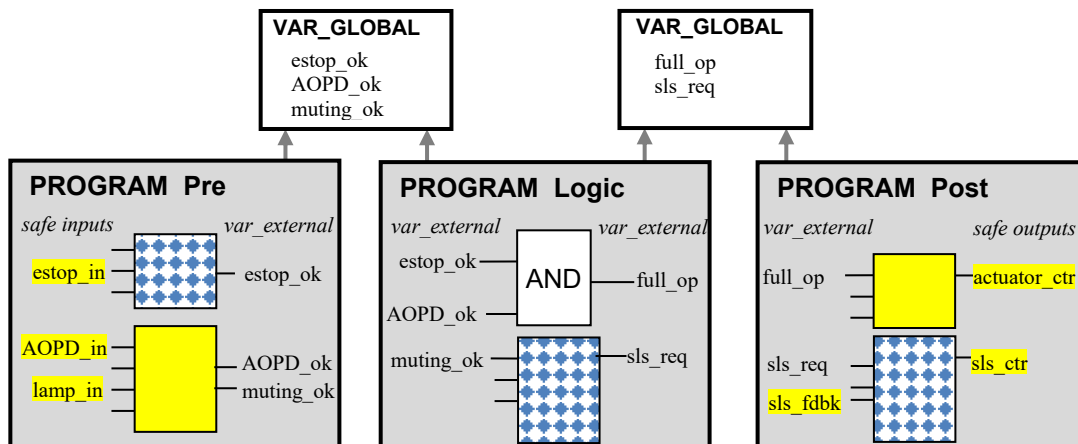 VAR_GLOBAL
estop_ok
AOPD_ok
muting_ok
VAR_GLOBAL
full_op
sls_req
PROGRAM Pre
safe inputs var_external
estop_in estop_ok
AOPD_in AOPD_ok
lamp_in muting_ok
PROGRAM Logic
var_external var_external
estop_ok AND full_op
AOPD_ok
muting_ok sls_req
PROGRAM Post
var_external safe outputs
full_op actuator_ctr
sls_req sls_ctr
sls_fdbk